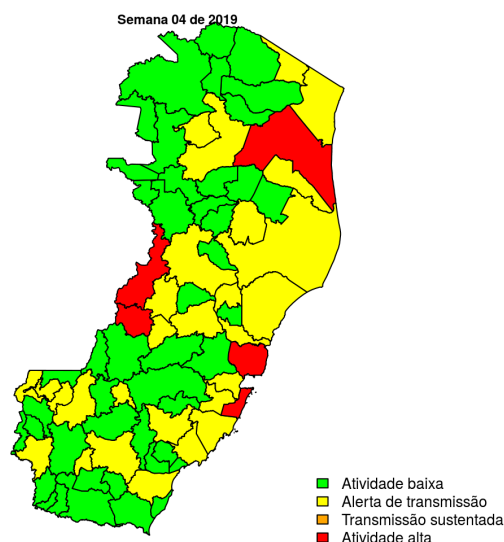 Semana 04 de 2019
Atividade baixa
Alerta de transmissão
Transmissão sustentada
Atividade alta